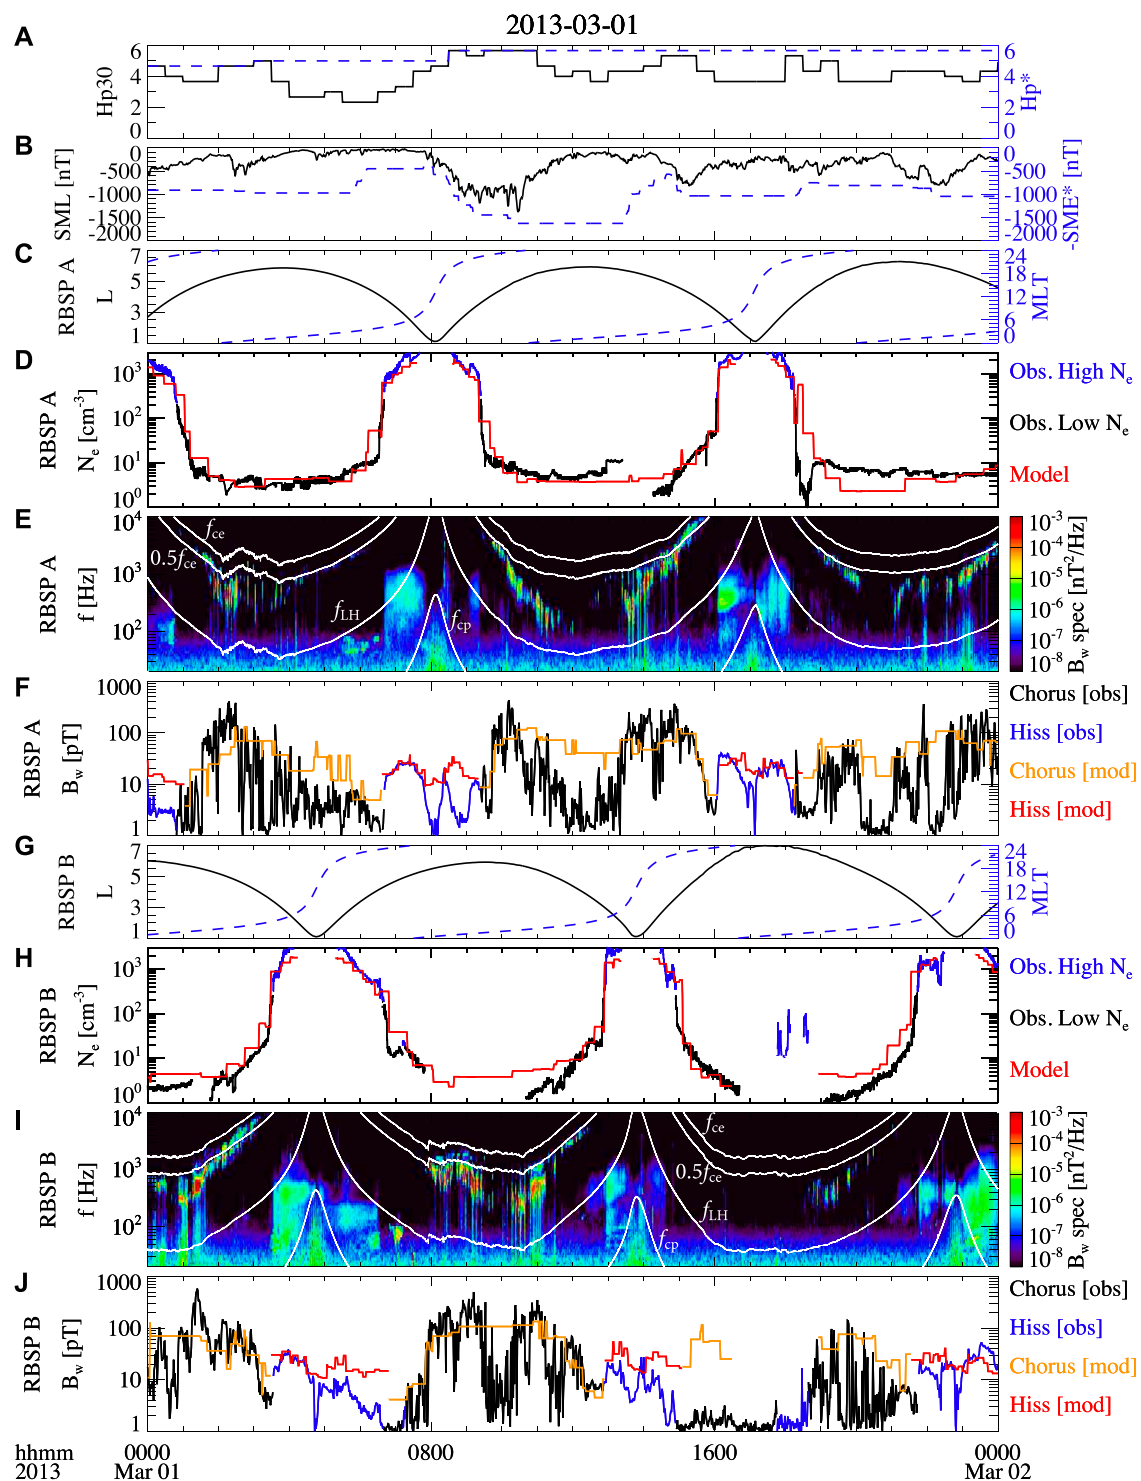 2013-03-01
A
Hp30
6
4
2
0
6
4
2
0
Hp*
B
SML [nT]
0
-500
-1000
-1500
-2000
0
-500
-1000
-1500
-2000
-SME* [nT]
C
RBSP A
L
7
5
3
1
24
18
12
6
0
MLT
D
RBSP A
Ne [cm-3]
10^3
10^2
10^1
10^0
Obs. High Ne
Obs. Low Ne
Model
E
RBSP A
f [Hz]
10^4
10^3
10^2
fce
0.5fce
fLH
fcp
10^-3
10^-4
10^-5
10^-6
10^-7
10^-8
Bw spec [nT^2/Hz]
F
RBSP A
Bw [pT]
1000
100
10
1
Chorus [obs]
Hiss [obs]
Chorus [mod]
Hiss [mod]
G
RBSP B
L
7
5
3
1
24
18
12
6
0
MLT
H
RBSP B
Ne [cm-3]
10^3
10^2
10^1
10^0
Obs. High Ne
Obs. Low Ne
Model
I
RBSP B
f [Hz]
10^4
10^3
10^2
fce
0.5fce
fLH
fcp
10^-3
10^-4
10^-5
10^-6
10^-7
10^-8
Bw spec [nT^2/Hz]
J
RBSP B
Bw [pT]
1000
100
10
1
Chorus [obs]
Hiss [obs]
Chorus [mod]
Hiss [mod]
hhmm
2013
0000
Mar 01
0800
1600
0000
Mar 02